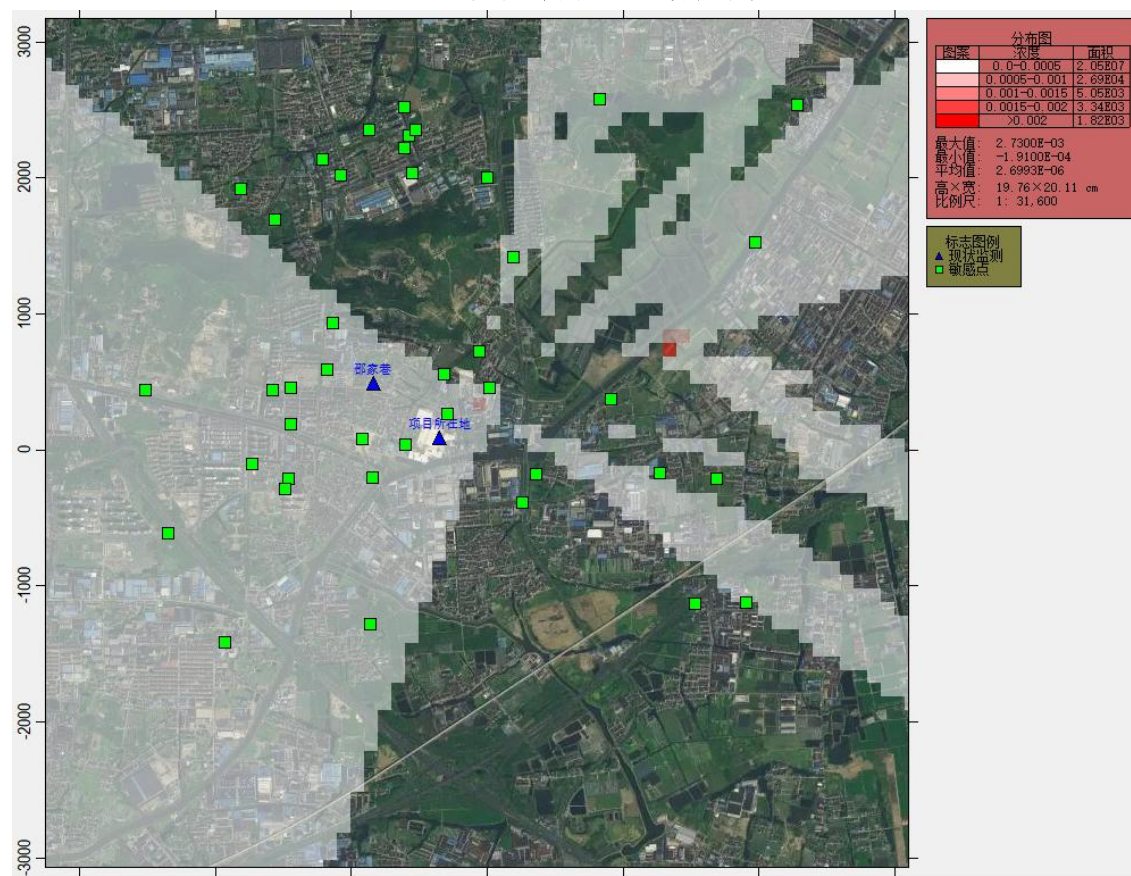 3000
2000
1000
0
-1000
-2000
-3000
邵家巷
项目所在地
分布图
图案 浓度 面积
0.0-0.0005 2.05E07
0.0005-0.001 2.69E04
0.001-0.0015 5.05E03
0.0015-0.002 3.34E03
>0.002 1.82E03
最大值: 2.7300E-03
最小值: -1.9100E-04
平均值: 2.6993E-06
高×宽: 19.76×20.11 cm
比例尺: 1: 31,600
标志图例
现状监测
敏感点